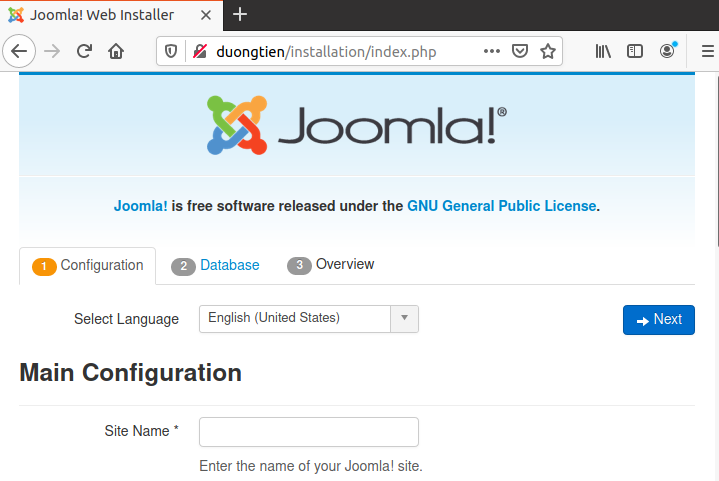 Joomla! Web Installer
duongtien/installation/index.php
Joomla!®
Joomla! is free software released under the GNU General Public License.
1 Configuration 2 Database 3 Overview
Select Language English (United States) Next
Main Configuration
Site Name *
Enter the name of your Joomla! site.